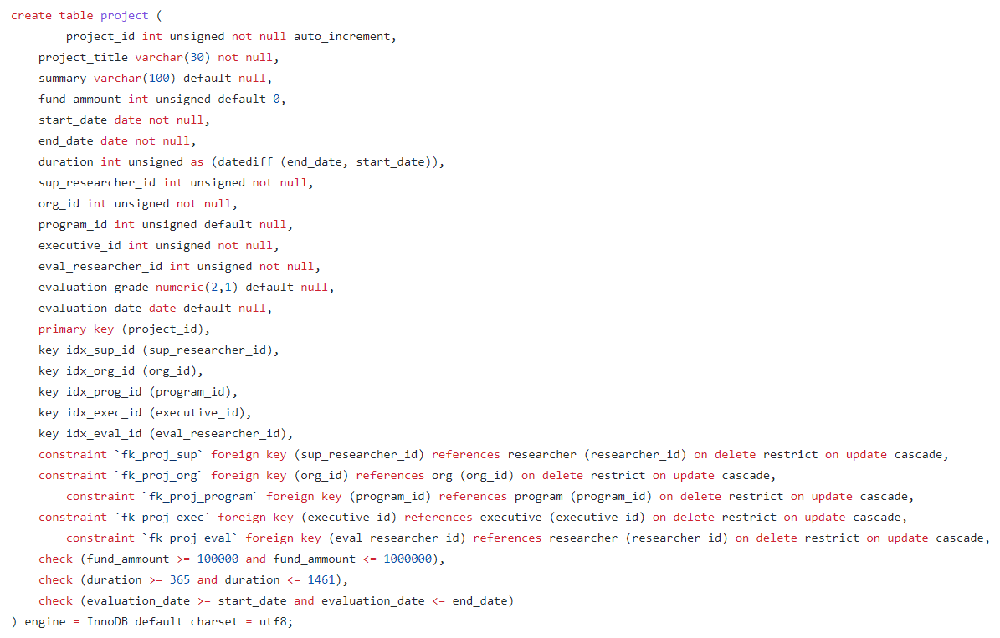 create table project (
        project_id int unsigned not null auto_increment,
    project_title varchar(30) not null,
    summary varchar(100) default null,
    fund_ammount int unsigned default 0,
    start_date date not null,
    end_date date not null,
    duration int unsigned as (datediff (end_date, start_date)),
    sup_researcher_id int unsigned not null,
    org_id int unsigned not null,
    program_id int unsigned default null,
    executive_id int unsigned not null,
    eval_researcher_id int unsigned not null,
    evaluation_grade numeric(2,1) default null,
    evaluation_date date default null,
    primary key (project_id),
    key idx_sup_id (sup_researcher_id),
    key idx_org_id (org_id),
    key idx_prog_id (program_id),
    key idx_exec_id (executive_id),
    key idx_eval_id (eval_researcher_id),
    constraint `fk_proj_sup` foreign key (sup_researcher_id) references researcher (researcher_id) on delete restrict on update cascade,
    constraint `fk_proj_org` foreign key (org_id) references org (org_id) on delete restrict on update cascade,
        constraint `fk_proj_program` foreign key (program_id) references program (program_id) on delete restrict on update cascade,
    constraint `fk_proj_exec` foreign key (executive_id) references executive (executive_id) on delete restrict on update cascade,
        constraint `fk_proj_eval` foreign key (eval_researcher_id) references researcher (researcher_id) on delete restrict on update cascade,
    check (fund_ammount >= 100000 and fund_ammount <= 1000000),
    check (duration >= 365 and duration <= 1461),
    check (evaluation_date >= start_date and evaluation_date <= end_date)
) engine = InnoDB default charset = utf8;